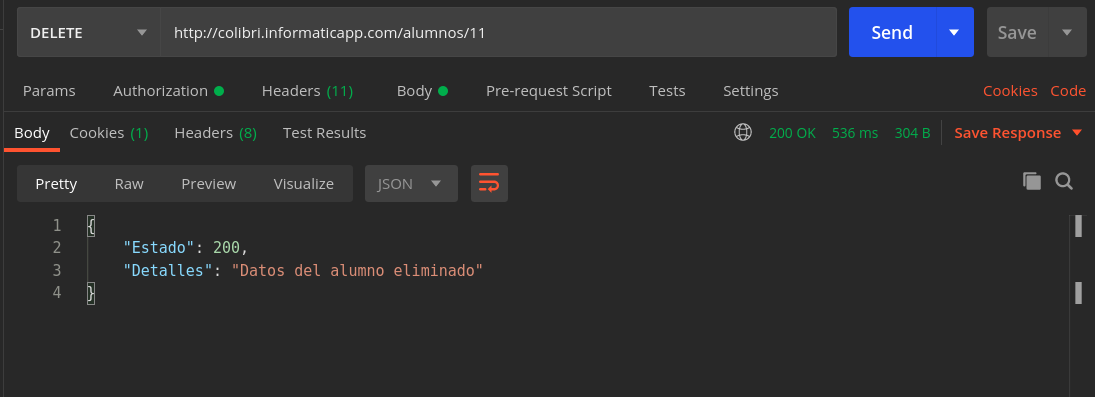 DELETE http://colibri.informaticapp.com/alumnos/11 Send Save
Params Authorization Headers (11) Body Pre-request Script Tests Settings Cookies Code
Body Cookies (1) Headers (8) Test Results 200 OK 536 ms 304 B Save Response
Pretty Raw Preview Visualize JSON
1 {
2 "Estado": 200,
3 "Detalles": "Datos del alumno eliminado"
4 }